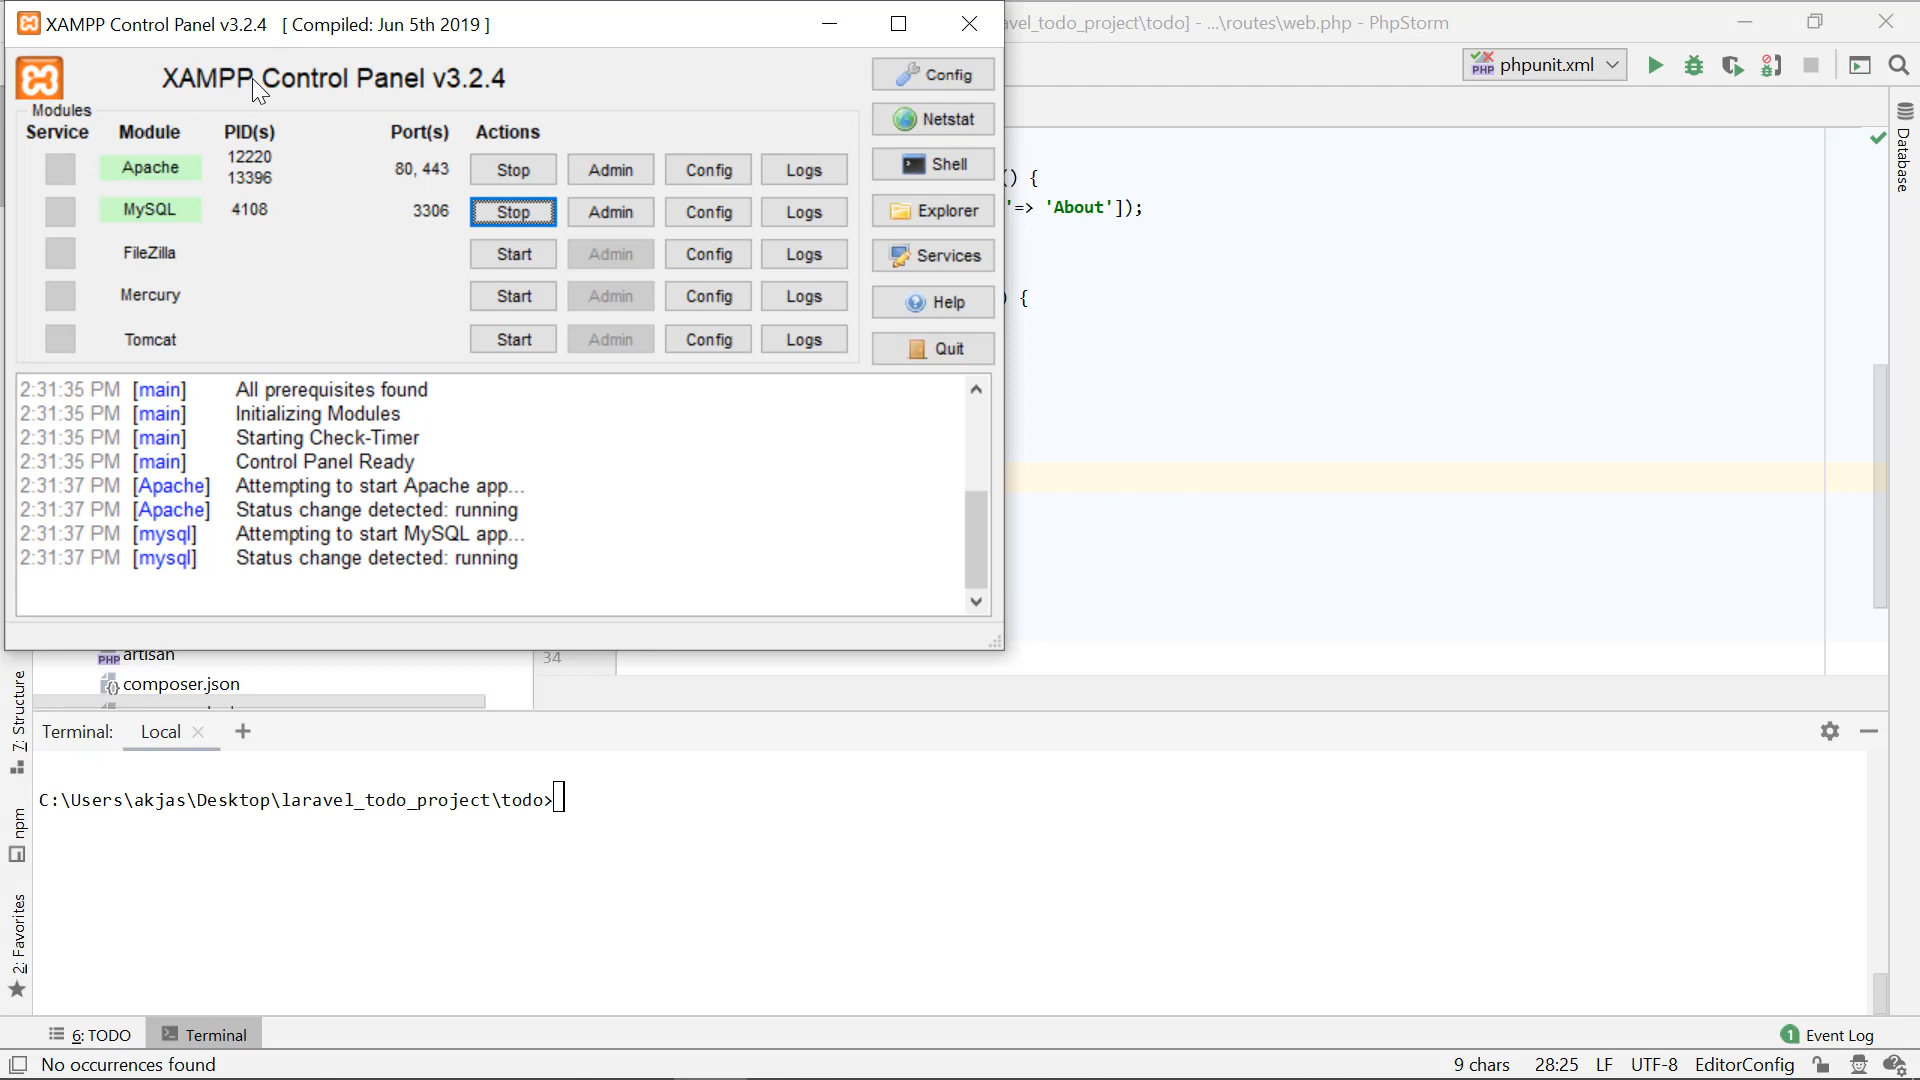 XAMPP Control Panel v3.2.4 [ Compiled: Jun 5th 2019 ]
avel_todo_project\todo] - ...\routes\web.php - PhpStorm
XAMPP Control Panel v3.2.4
Config
phpunit.xml
Modules
Service Module PID(s) Port(s) Actions
Netstat
Apache 12220 13396 80, 443 Stop Admin Config Logs
Shell
MySQL 4108 3306 Stop Admin Config Logs
Explorer
FileZilla Start Admin Config Logs
Services
Mercury Start Admin Config Logs
Help
Tomcat Start Admin Config Logs
Quit
() {
'=> 'About']);
) {
Database
2:31:35 PM [main] All prerequisites found
2:31:35 PM [main] Initializing Modules
2:31:35 PM [main] Starting Check-Timer
2:31:35 PM [main] Control Panel Ready
2:31:37 PM [Apache] Attempting to start Apache app...
2:31:37 PM [Apache] Status change detected: running
2:31:37 PM [mysql] Attempting to start MySQL app...
2:31:37 PM [mysql] Status change detected: running
PHP artisan
34
composer.json
7: Structure
npm
2: Favorites
Terminal: Local
C:\Users\akjas\Desktop\laravel_todo_project\todo>
6: TODO Terminal
1 Event Log
No occurrences found
9 chars 28:25 LF UTF-8 EditorConfig